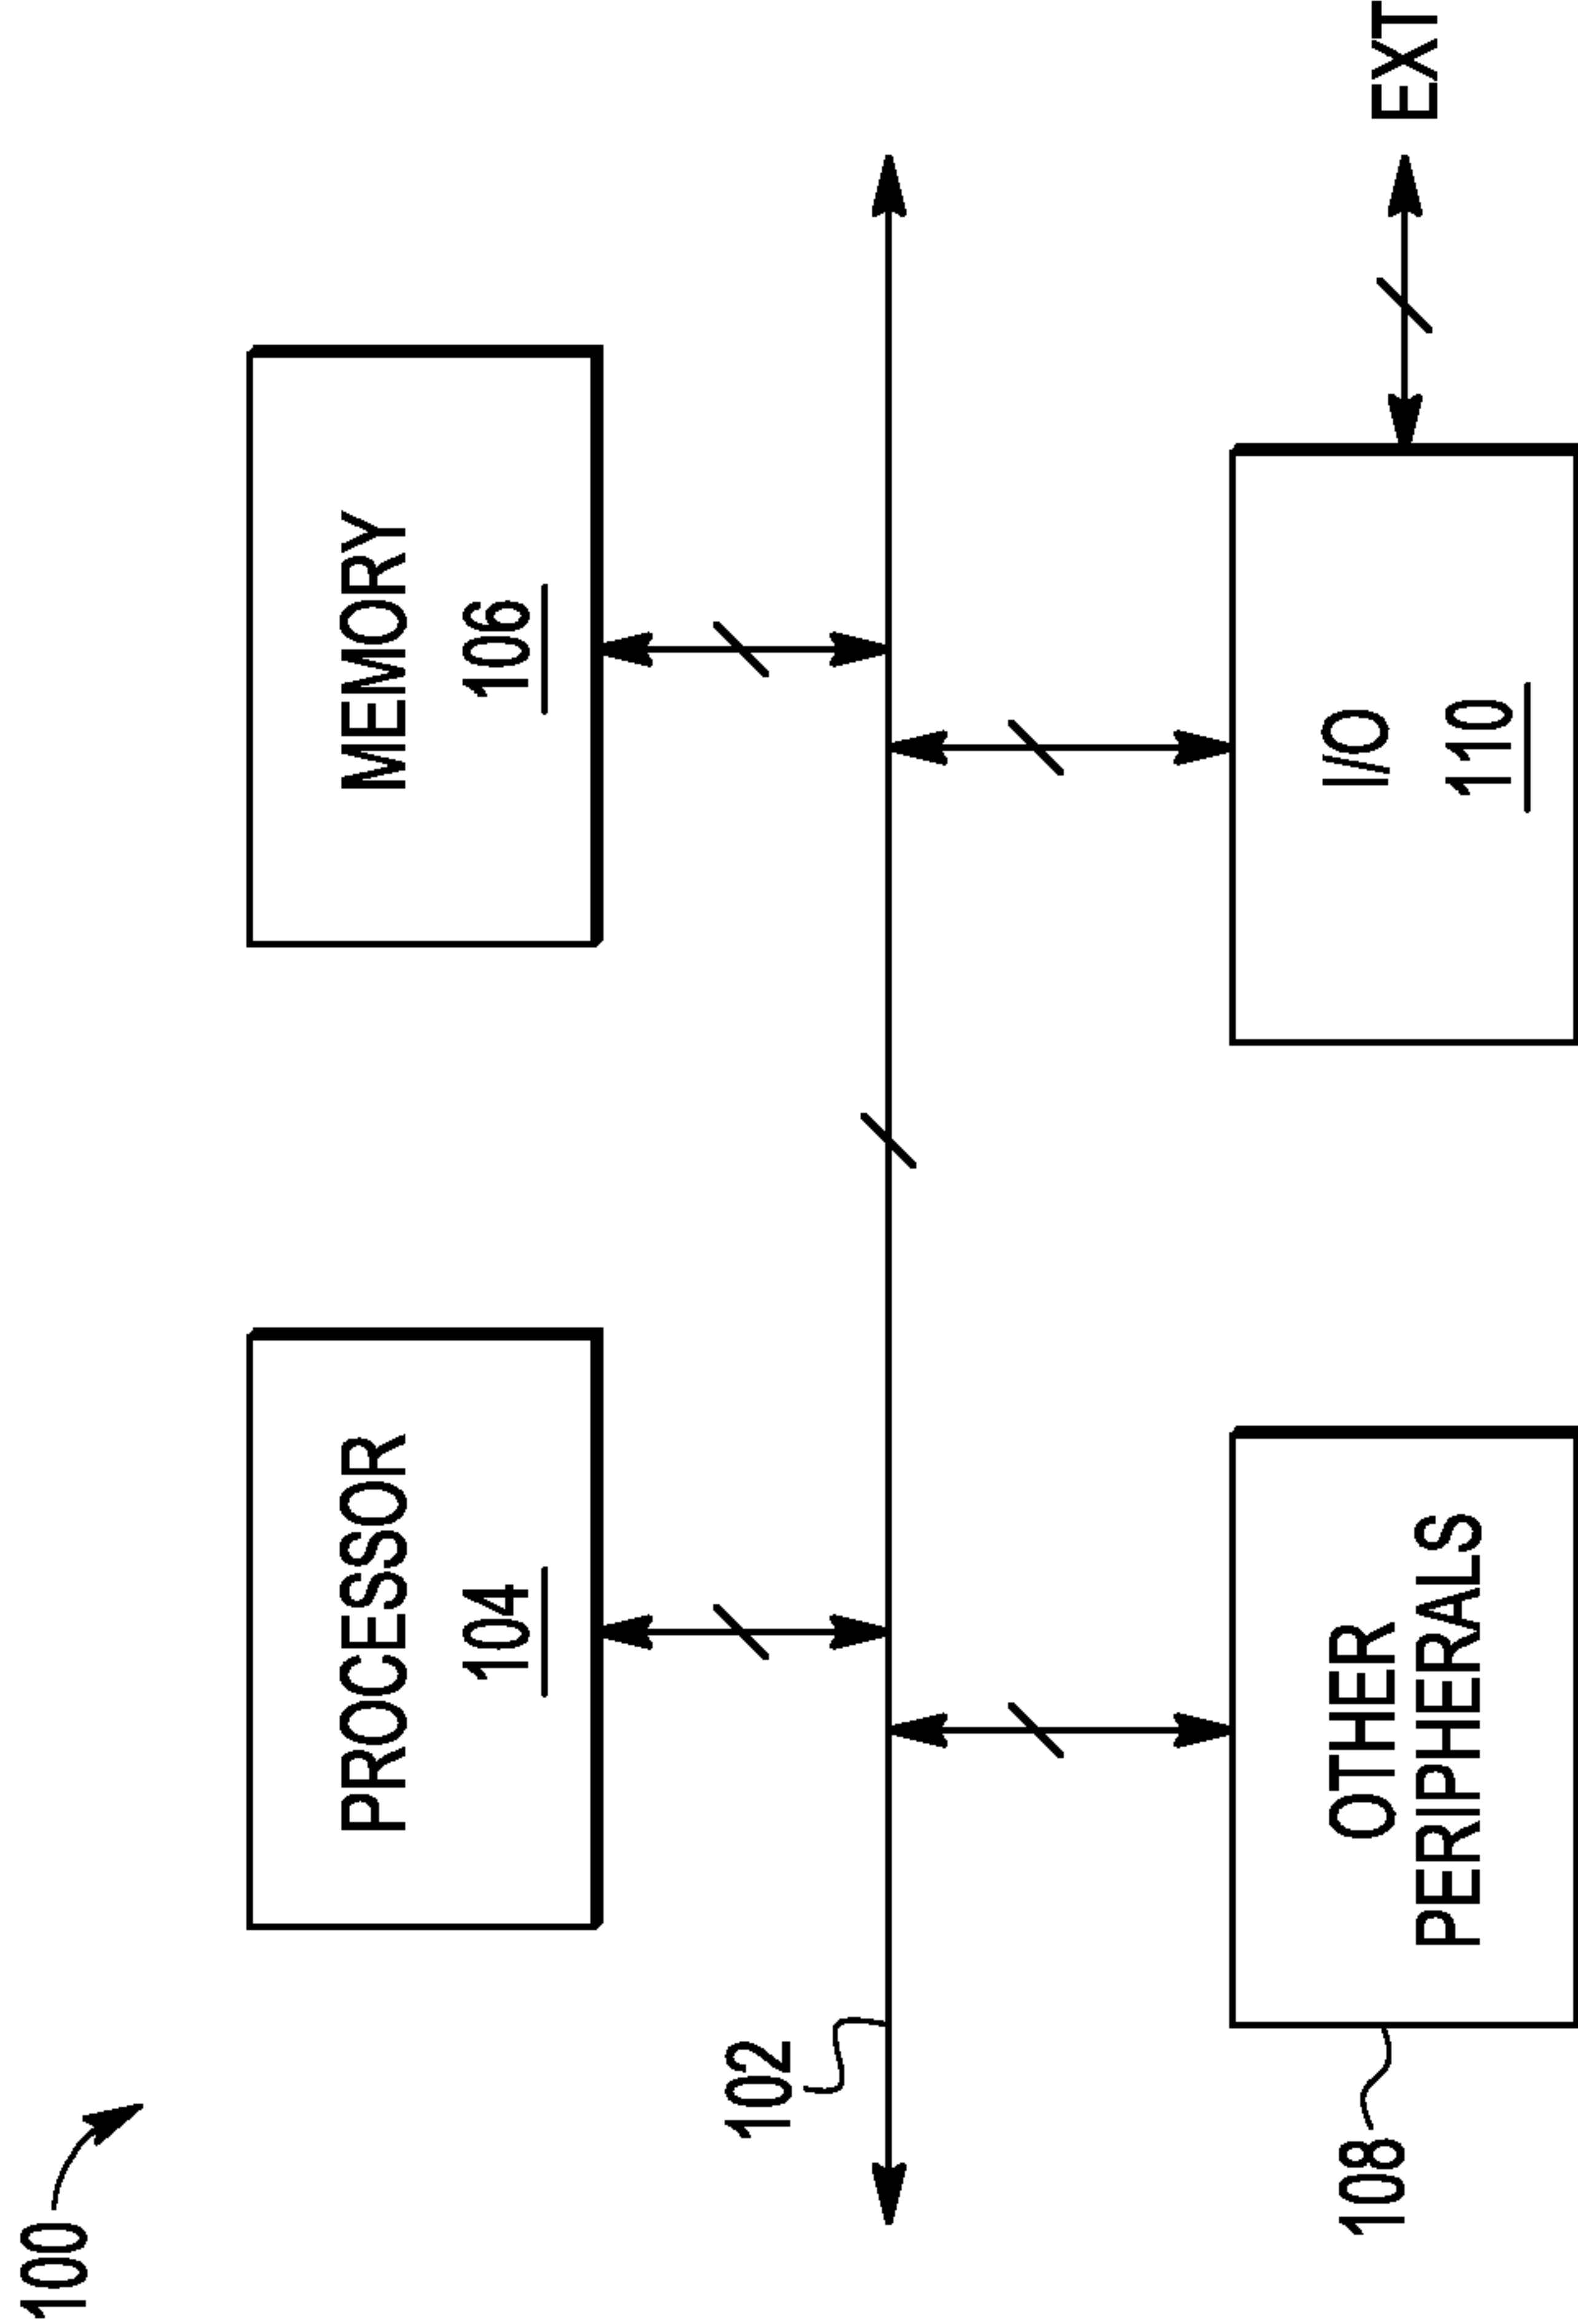 100
PROCESSOR
104
MEMORY
106
102
108
OTHER
PERIPHERALS
I/O
110
EXT